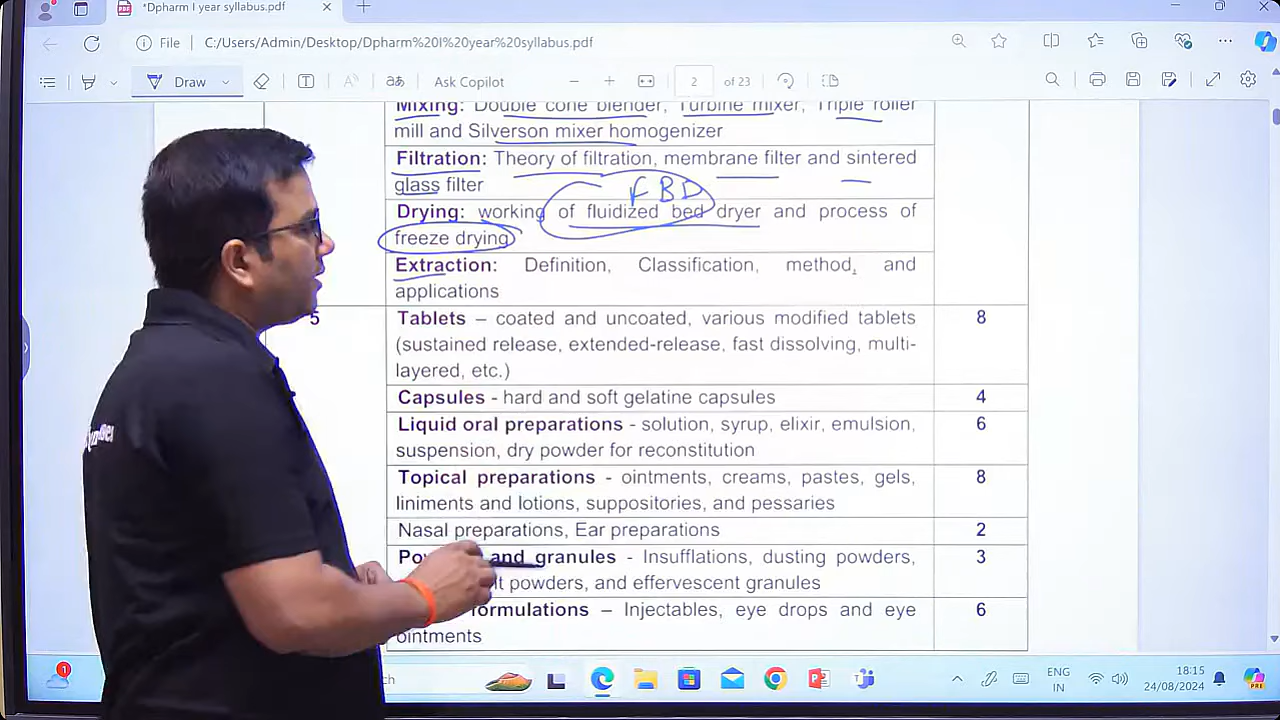 *Dpharm I year syllabus.pdf
File
C:/Users/Admin/Desktop/Dpharm%20I%20year%20syllabus.pdf
Draw
Ask Copilot
2 of 23
Mixing: Double cone blender, Turbine mixer, Triple roller
mill and Silverson mixer homogenizer
Filtration: Theory of filtration, membrane filter and sintered
glass filter
FBD
Drying: working of fluidized bed dryer and process of
freeze drying
Extraction: Definition, Classification, method, and
applications
5
Tablets – coated and uncoated, various modified tablets
8
(sustained release, extended-release, fast dissolving, multi-
layered, etc.)
Capsules - hard and soft gelatine capsules
4
Liquid oral preparations - solution, syrup, elixir, emulsion,
6
suspension, dry powder for reconstitution
Topical preparations - ointments, creams, pastes, gels,
8
liniments and lotions, suppositories, and pessaries
Nasal preparations, Ear preparations
2
and granules - Insufflations, dusting powders,
3
powders, and effervescent granules
formulations – Injectables, eye drops and eye
6
ointments
1
ENG
IN
18:15
24/08/2024
PRE